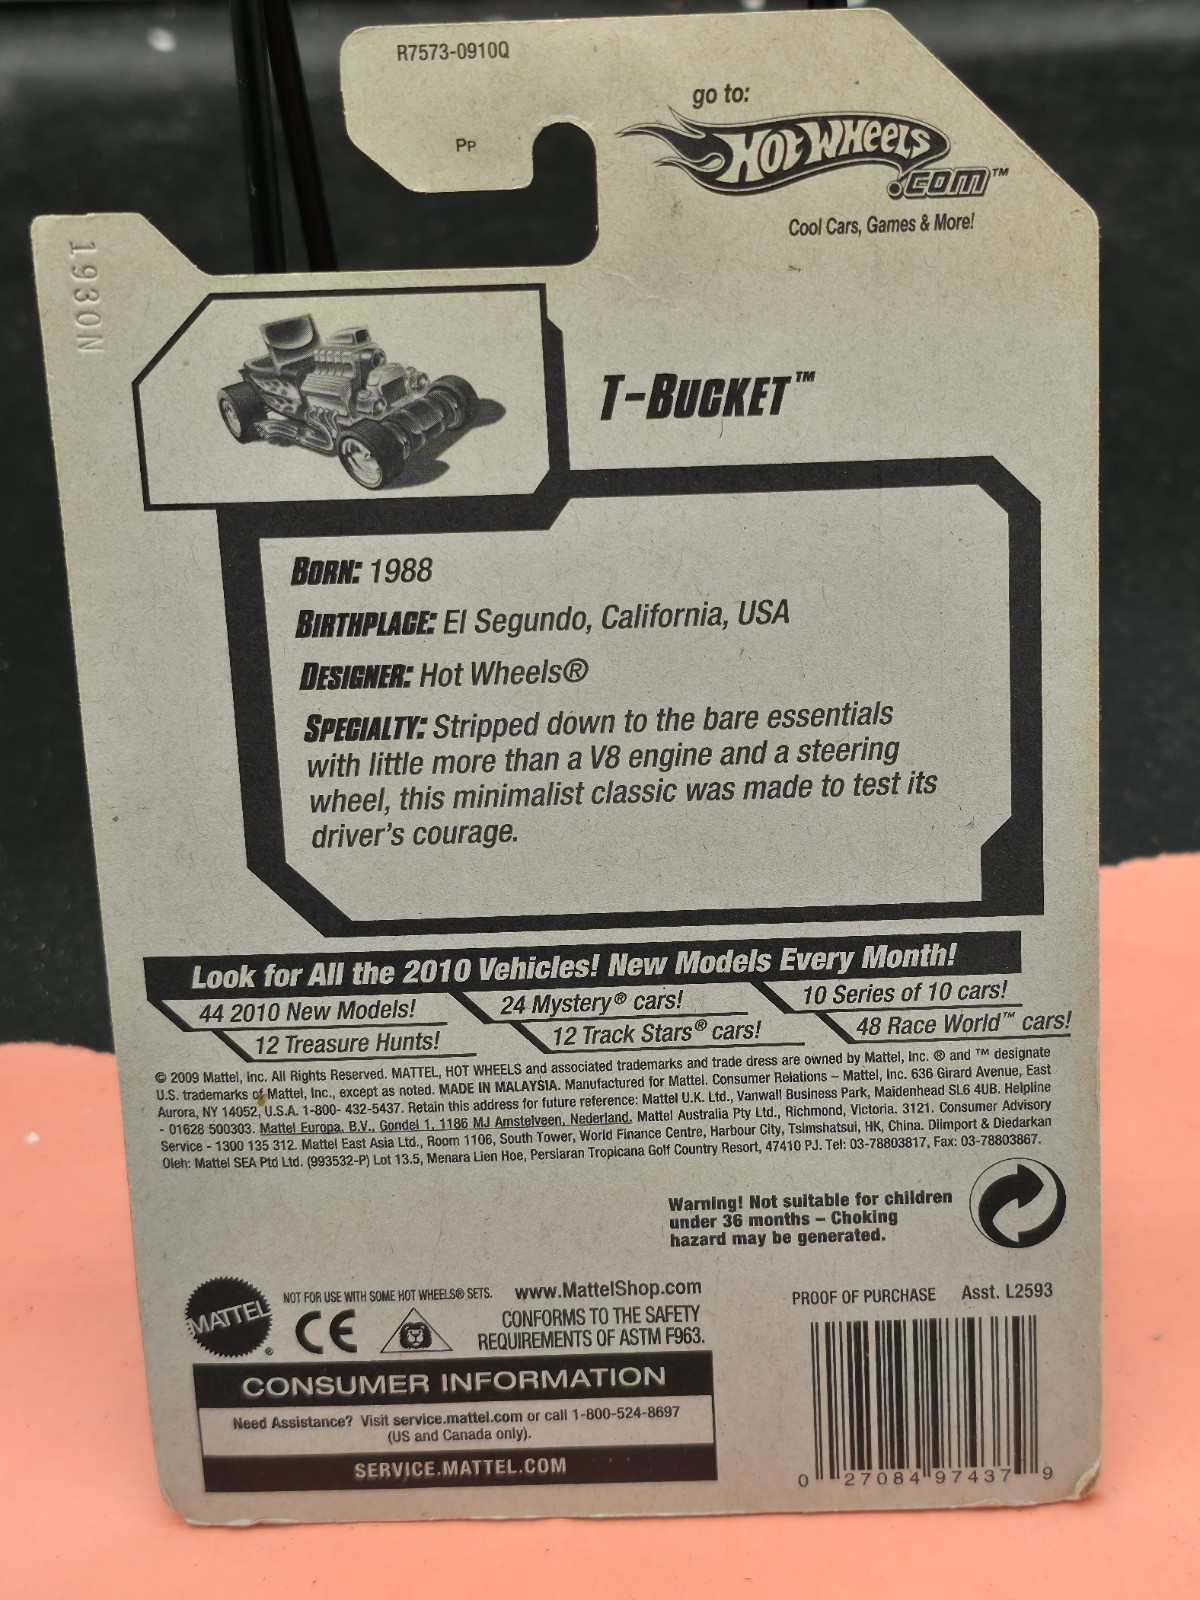 R7573-0910Q
PP
go to:
HOT WHEELS
.COM™
Cool Cars, Games & More!
1930N
T-BUCKET™
BORN: 1988
BIRTHPLACE: El Segundo, California, USA
DESIGNER: Hot Wheels®
SPECIALTY: Stripped down to the bare essentials
with little more than a V8 engine and a steering
wheel, this minimalist classic was made to test its
driver's courage.
Look for All the 2010 Vehicles! New Models Every Month!
44 2010 New Models!
24 Mystery® cars!
10 Series of 10 cars!
12 Treasure Hunts!
12 Track Stars® cars!
48 Race World™ cars!
© 2009 Mattel, Inc. All Rights Reserved. MATTEL, HOT WHEELS and associated trademarks and trade dress are owned by Mattel, Inc. ® and ™ designate
U.S. trademarks of Mattel, Inc., except as noted. MADE IN MALAYSIA. Manufactured for Mattel. Consumer Relations – Mattel, Inc. 636 Girard Avenue, East
Aurora, NY 14052, U.S.A. 1-800- 432-5437. Retain this address for future reference: Mattel U.K. Ltd., Vanwall Business Park, Maidenhead SL6 4UB. Helpline
- 01628 500303. Mattel Europa, B.V., Gondel 1, 1186 MJ Amstelveen, Nederland. Mattel Australia Pty Ltd., Richmond, Victoria. 3121. Consumer Advisory
Service - 1300 135 312. Mattel East Asia Ltd., Room 1106, South Tower, World Finance Centre, Harbour City, Tsimshatsui, HK, China. Diimport & Diedarkan
Oleh: Mattel SEA Ptd Ltd. (993532-P) Lot 13.5, Menara Lien Hoe, Persiaran Tropicana Golf Country Resort, 47410 PJ. Tel: 03-78803817, Fax: 03-78803867.
Warning! Not suitable for children
under 36 months – Choking
hazard may be generated.
MATTEL®
NOT FOR USE WITH SOME HOT WHEELS® SETS.
www.MattelShop.com
CE
CONFORMS TO THE SAFETY
REQUIREMENTS OF ASTM F963.
PROOF OF PURCHASE
Asst. L2593
CONSUMER INFORMATION
Need Assistance? Visit service.mattel.com or call 1-800-524-8697
(US and Canada only).
SERVICE.MATTEL.COM
0 27084 97437 9